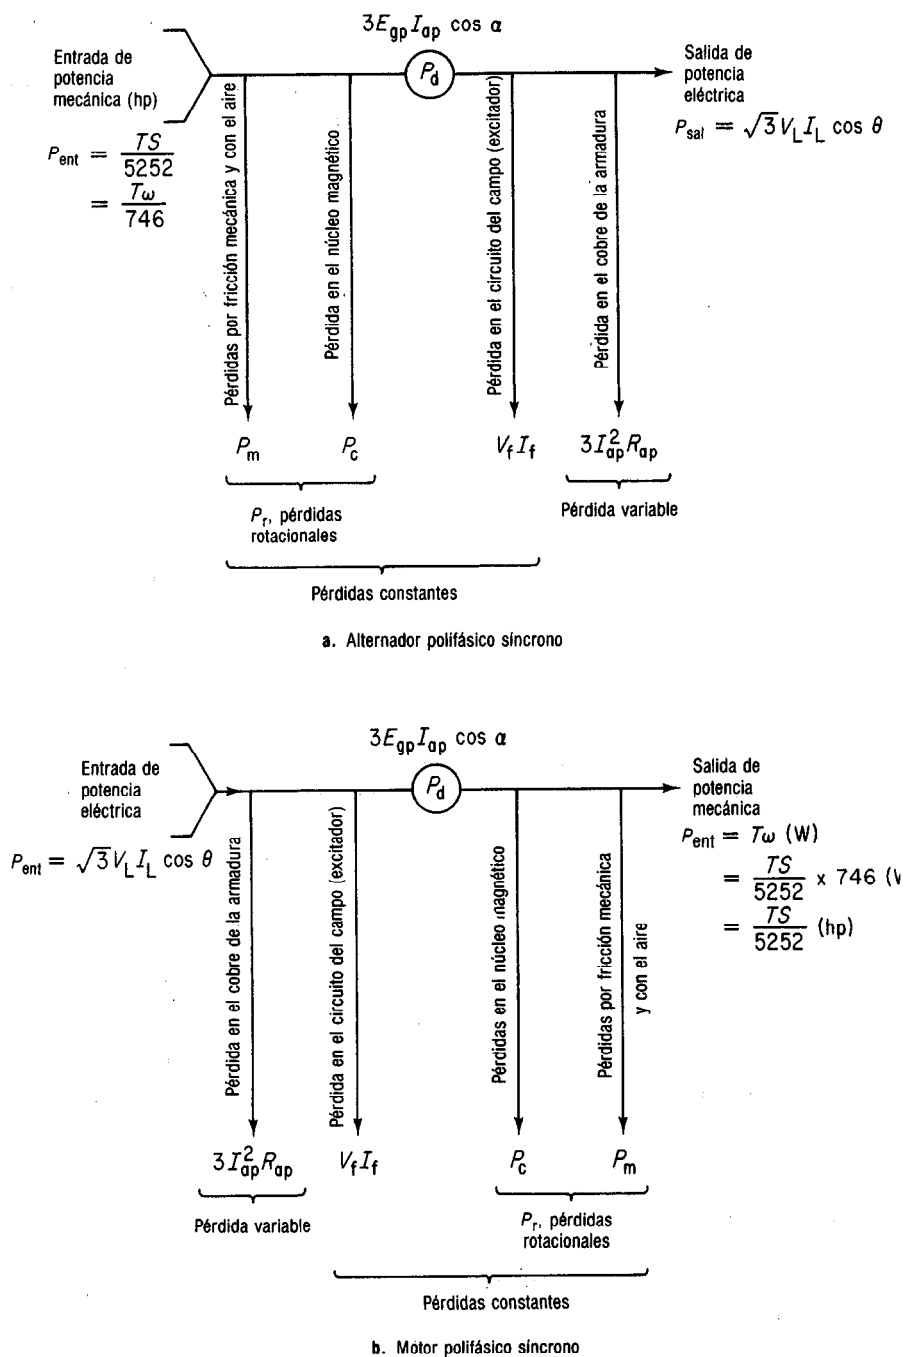 3E_gp I_ap cos α
Entrada de
potencia
mecánica (hp)
P_ent = TS/5252
= Tω/746
P_d
Salida de
potencia
eléctrica
P_sal = √3 V_L I_L cos θ
Pérdidas por fricción mecánica y con el aire
Pérdida en el núcleo magnético
Pérdida en el circuito del campo (excitador)
Pérdida en el cobre de la armadura
P_m
P_c
V_f I_f
3I²_ap R_ap
P_r, pérdidas
rotacionales
Pérdida variable
Pérdidas constantes
a. Alternador polifásico síncrono
3E_gp I_ap cos α
Entrada de
potencia
eléctrica
P_ent = √3 V_L I_L cos θ
P_d
Salida de
potencia
mecánica
P_ent = Tω (W)
= TS/5252 x 746 (
= TS/5252 (hp)
Pérdida en el cobre de la armadura
Pérdida en el circuito del campo (excitador)
Pérdidas en el núcleo magnético
Pérdidas por fricción mecánica
y con el aire
3I²_ap R_ap
V_f I_f
P_c
P_m
Pérdida variable
P_r, pérdidas
rotacionales
Pérdidas constantes
b. Motor polifásico síncrono